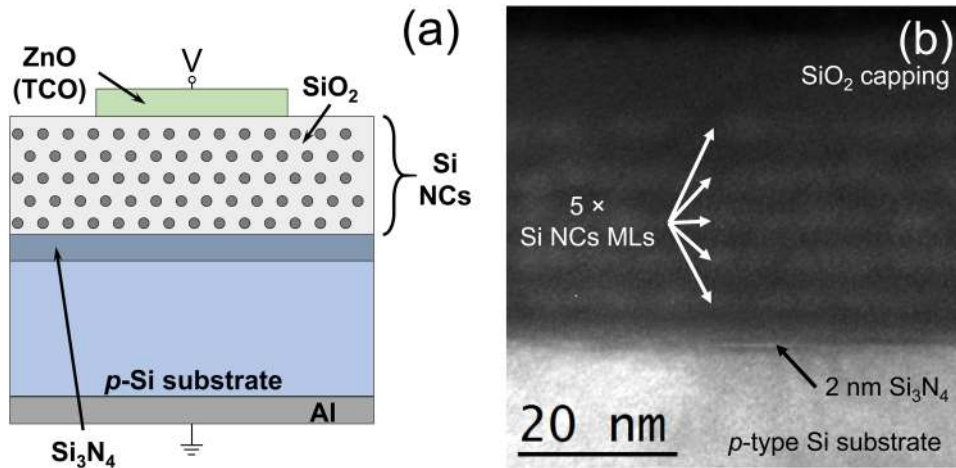 (a)
V
ZnO
(TCO)
SiO₂
Si
NCs
p-Si substrate
Al
Si₃N₄
(b)
SiO₂ capping
5 ×
Si NCs MLs
2 nm Si₃N₄
20 nm
p-type Si substrate